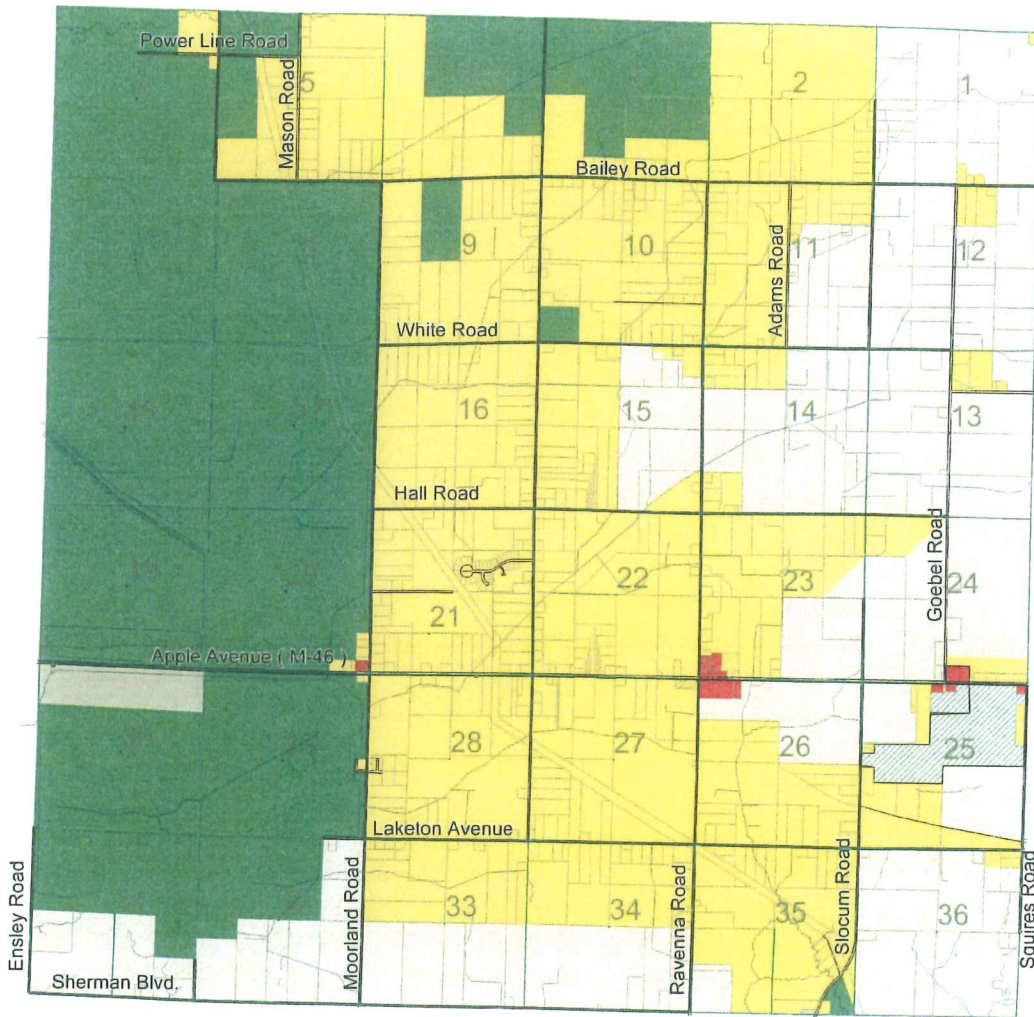 Power Line Road
Mason Road
5
2
1
Bailey Road
9
10
Adams Road
11
12
White Road
16
15
14
13
Hall Road
21
22
23
Goebel Road
24
Apple Avenue ( M-46 )
28
27
26
25
Laketon Avenue
Ensley Road
Moorland Road
33
34
Ravenna Road
35
Slocum Road
36
Squires Road
Sherman Blvd.